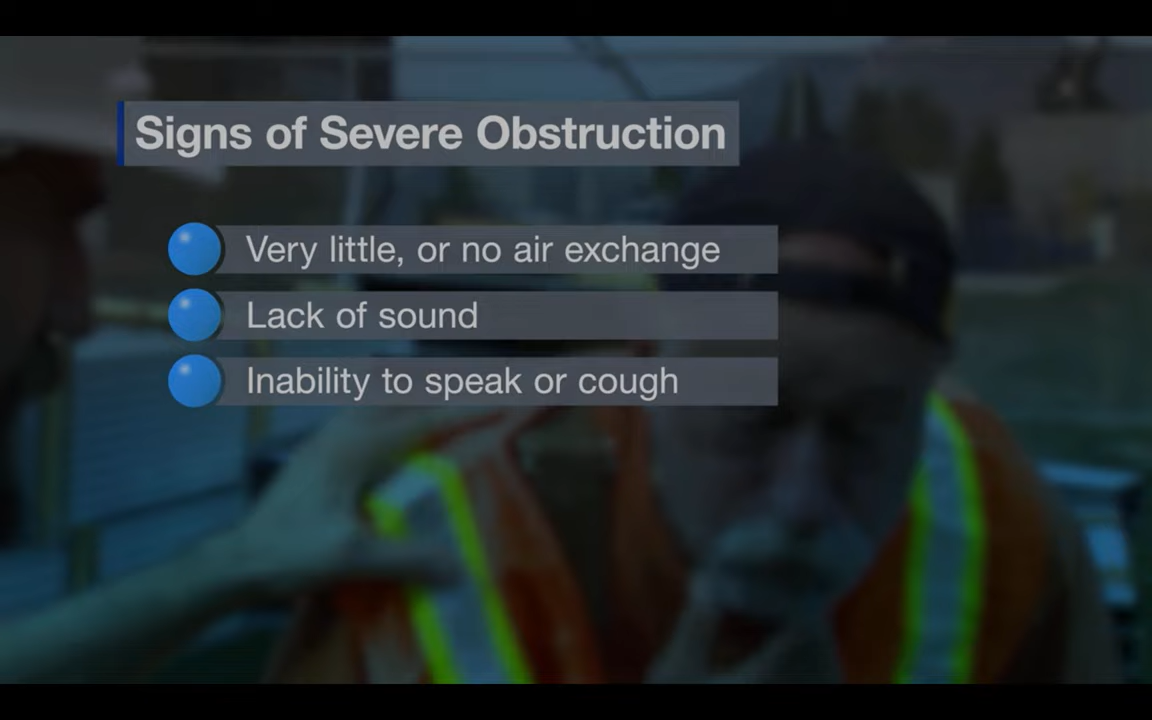 Signs of Severe Obstruction
Very little, or no air exchange
Lack of sound
Inability to speak or cough